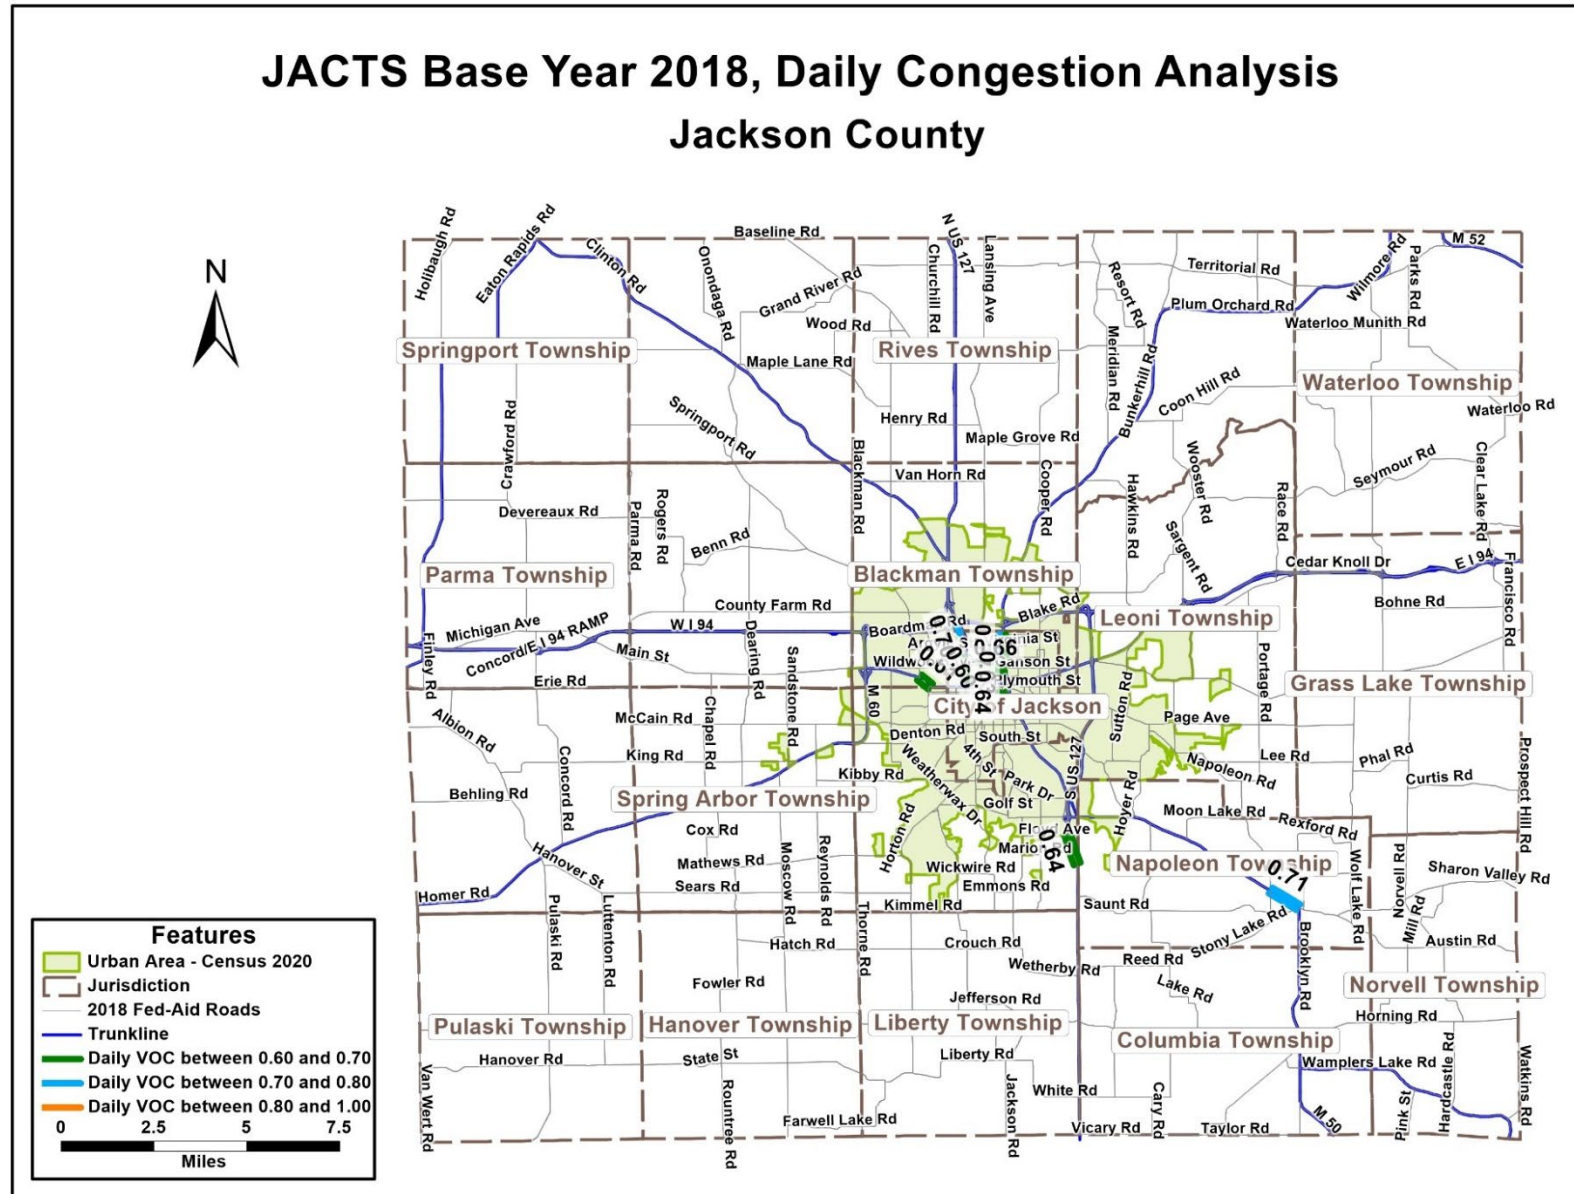 JACTS Base Year 2018, Daily Congestion Analysis
Jackson County
N
Holibaugh Rd
Eaton Rapids Rd
Clinton Rd
Onondaga Rd
Baseline Rd
Grand River Rd
Churchill Rd
N US 127
Lansing Ave
Resort Rd
Territorial Rd
Wilmore Rd
Parks Rd
M 52
Wood Rd
Plum Orchard Rd
Waterloo Munith Rd
Springport Township
Maple Lane Rd
Rives Township
Meridian Rd
Bunkerhill Rd
Coon Hill Rd
Waterloo Township
Waterloo Rd
Crawford Rd
Springport Rd
Henry Rd
Maple Grove Rd
Blackman Rd
Van Horn Rd
Cooper Rd
Hawkins Rd
Wooster Rd
Race Rd
Seymour Rd
Clear Lake Rd
Devereaux Rd
Parma Rd
Rogers Rd
Benn Rd
Sargent Rd
Cedar Knoll Dr
E I 94
Francisco Rd
Parma Township
Blackman Township
County Farm Rd
Blake Rd
Leoni Township
Bohne Rd
Michigan Ave
Concord/E I 94 RAMP
W I 94
Main St
Dearing Rd
Sandstone Rd
Finley Rd
Erie Rd
M 60
Ganson St
Plymouth St
0.64
City of Jackson
Sutton Rd
Portage Rd
Grass Lake Township
Albion Rd
McCain Rd
Chapel Rd
King Rd
Denton Rd
South St
Page Ave
Lee Rd
Phal Rd
Prospect Hill Rd
Concord Rd
Behling Rd
Kibby Rd
Weatherwax Dr
4th St
Park Dr
S US 127
Napoleon Rd
Curtis Rd
Spring Arbor Township
Golf St
Hoyer Rd
Moon Lake Rd
Rexford Rd
Horton Rd
Cox Rd
Floyd Ave
Marion Rd
0.64
Hanover St
Mathews Rd
Moscow Rd
Reynolds Rd
Wickwire Rd
Napoleon Township
0.71
Wolf Lake Rd
Norvell Rd
Sharon Valley Rd
Homer Rd
Sears Rd
Emmons Rd
Kimmel Rd
Saunt Rd
Stony Lake Rd
Mill Rd
Pulaski Rd
Luttenton Rd
Thorne Rd
Hatch Rd
Crouch Rd
Wetherby Rd
Reed Rd
Brooklyn Rd
Austin Rd
Fowler Rd
Jefferson Rd
Lake Rd
Norvell Township
Pulaski Township
Hanover Township
Liberty Township
Columbia Township
Horning Rd
Hanover Rd
State St
Liberty Rd
Wamplers Lake Rd
Van Wert Rd
Rountree Rd
Farwell Lake Rd
Jackson Rd
White Rd
Cary Rd
Vicary Rd
Taylor Rd
M 50
Pink St
Hardcastle Rd
Watkins Rd
Features
Urban Area - Census 2020
Jurisdiction
2018 Fed-Aid Roads
Trunkline
Daily VOC between 0.60 and 0.70
Daily VOC between 0.70 and 0.80
Daily VOC between 0.80 and 1.00
0 2.5 5 7.5
Miles